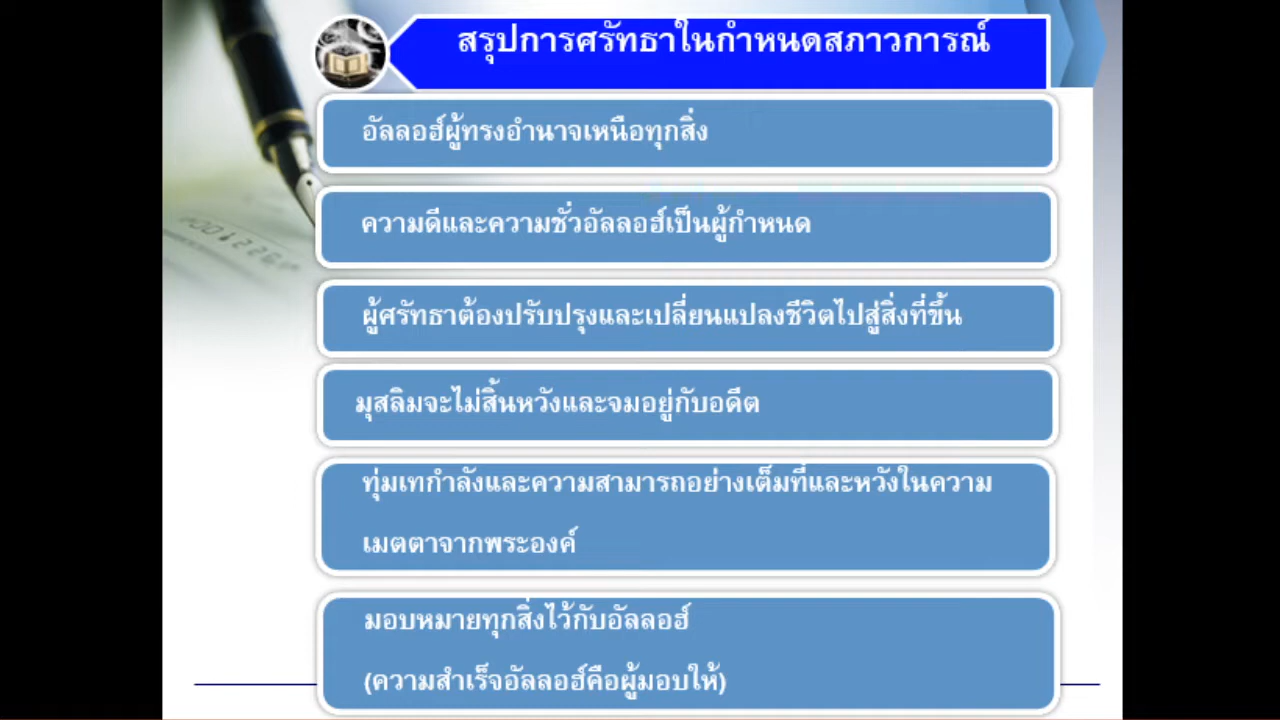 สรุปการศรัทธาในกำหนดสภาวการณ์
อัลลอฮ์ผู้ทรงอำนาจเหนือทุกสิ่ง
ความดีและความชั่วอัลลอฮ์เป็นผู้กำหนด
ผู้ศรัทธาต้องปรับปรุงและเปลี่ยนแปลงชีวิตไปสู่สิ่งที่ขึ้น
มุสลิมจะไม่สิ้นหวังและจมอยู่กับอดีต
ทุ่มเทกำลังและความสามารถอย่างเต็มที่และหวังในความ
เมตตาจากพระองค์
มอบหมายทุกสิ่งไว้กับอัลลอฮ์
(ความสำเร็จอัลลอฮ์คือผู้มอบให้)